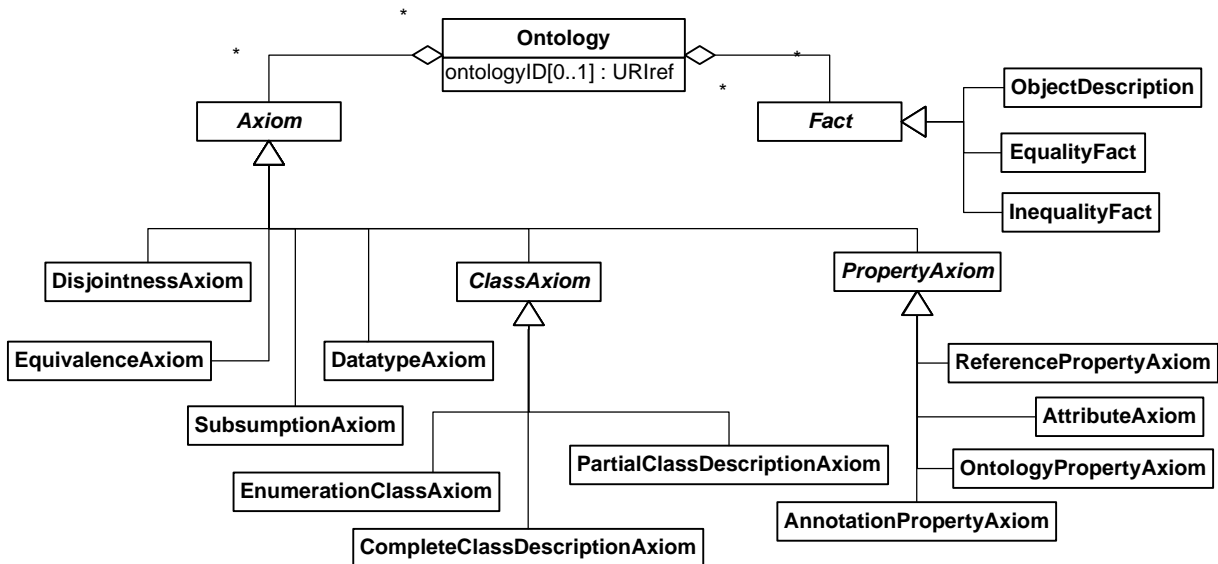 *
Ontology
*
*
ontologyID[0..1] : URIref
*
ObjectDescription
Axiom
Fact
EqualityFact
InequalityFact
DisjointnessAxiom
ClassAxiom
PropertyAxiom
EquivalenceAxiom
DatatypeAxiom
ReferencePropertyAxiom
SubsumptionAxiom
AttributeAxiom
PartialClassDescriptionAxiom
OntologyPropertyAxiom
EnumerationClassAxiom
AnnotationPropertyAxiom
CompleteClassDescriptionAxiom